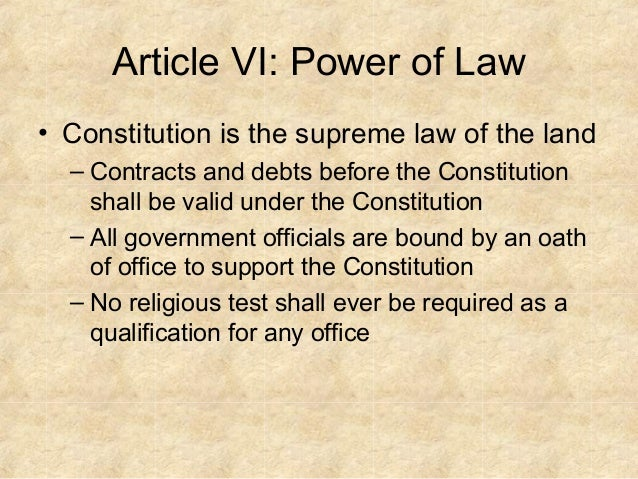 Article VI: Power of Law
• Constitution is the supreme law of the land
– Contracts and debts before the Constitution
shall be valid under the Constitution
– All government officials are bound by an oath
of office to support the Constitution
– No religious test shall ever be required as a
qualification for any office